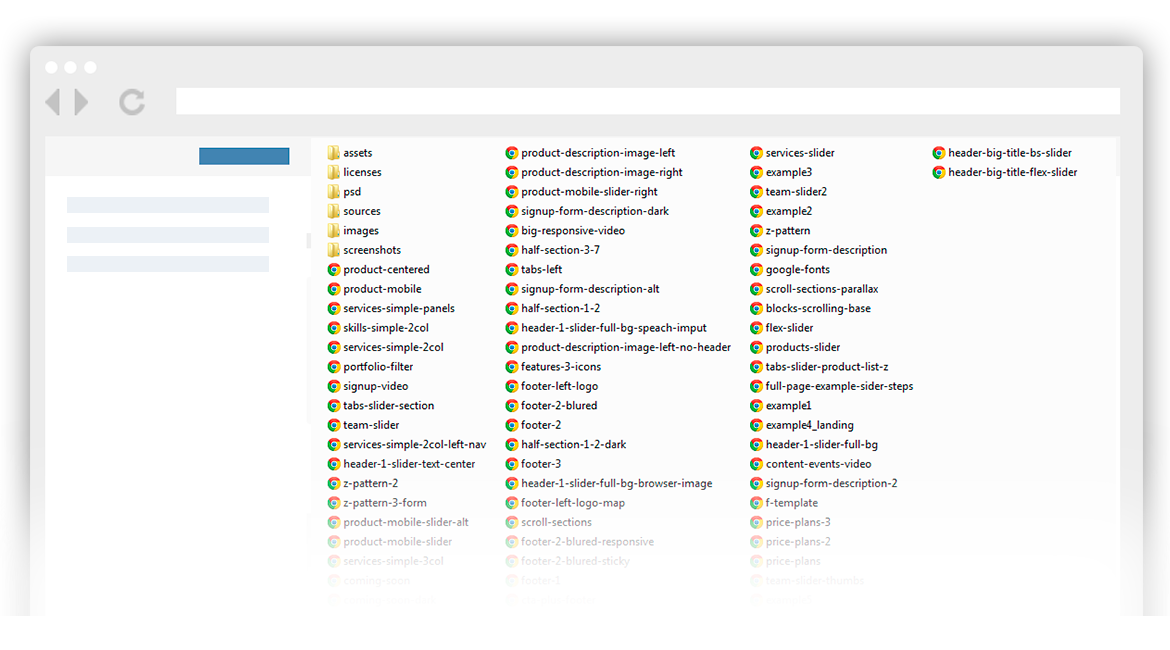 assets
licenses
psd
sources
images
screenshots
product-centered
product-mobile
services-simple-panels
skills-simple-2col
services-simple-2col
portfolio-filter
signup-video
tabs-slider-section
team-slider
services-simple-2col-left-nav
header-1-slider-text-center
z-pattern-2
z-pattern-3-form
product-mobile-slider-alt
product-mobile-slider
services-simple-3col
coming-soon
product-description-image-left
product-description-image-right
product-mobile-slider-right
signup-form-description-dark
big-responsive-video
half-section-3-7
tabs-left
signup-form-description-alt
half-section-1-2
header-1-slider-full-bg-speach-imput
product-description-image-left-no-header
features-3-icons
footer-left-logo
footer-2-blured
footer-2
half-section-1-2-dark
footer-3
header-1-slider-full-bg-browser-image
footer-left-logo-map
scroll-sections
footer-2-blured-responsive
footer-2-blured-sticky
footer-1
services-slider
example3
team-slider2
example2
z-pattern
signup-form-description
google-fonts
scroll-sections-parallax
blocks-scrolling-base
flex-slider
products-slider
tabs-slider-product-list-z
full-page-example-sider-steps
example1
example4_landing
header-1-slider-full-bg
content-events-video
signup-form-description-2
f-template
price-plans-3
price-plans-2
price-plans
team-slider-thumbs
header-big-title-bs-slider
header-big-title-flex-slider